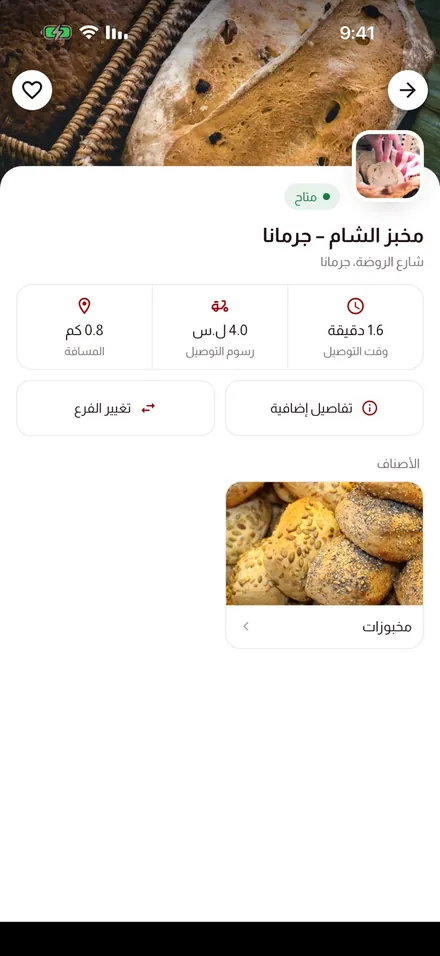 9:41
متاح
مخبز الشام – جرمانا
شارع الروضة، جرمانا
1.6 دقيقة
4.0 ل.س
0.8 كم
وقت التوصيل
رسوم التوصيل
المسافة
تفاصيل إضافية
تغيير الفرع
الأصناف
مخبوزات